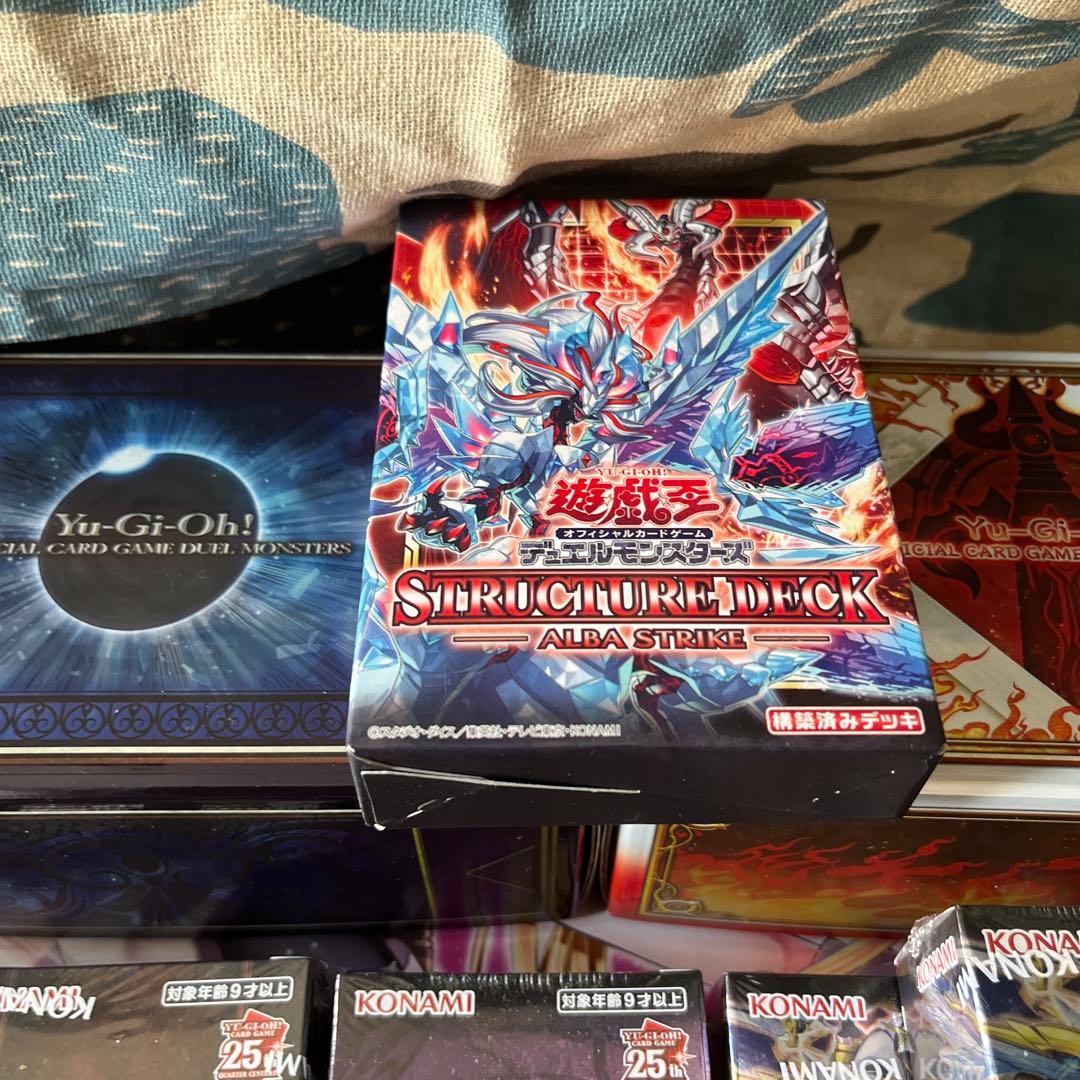 YU-GI-OH!
遊戯王
オフィシャルカードゲーム
デュエルモンスターズ
STRUCTURE DECK
ALBA STRIKE
©スタジオ・ダイス/集英社・テレビ東京・KONAMI
構築済みデッキ
Yu-Gi-Oh!
CIAL CARD GAME DUEL MONSTERS
Yu-Gi-
ICIAL CARD GAME
KONAMI
対象年齢9才以上
YU-GI-OH!
CARD GAME
25th
QUARTER CENTURY
KONAMI
対象年齢9才以上
YU-GI-OH!
CARD GAME
25th
KONAMI
KONAMI
KONAMI
KONAMI